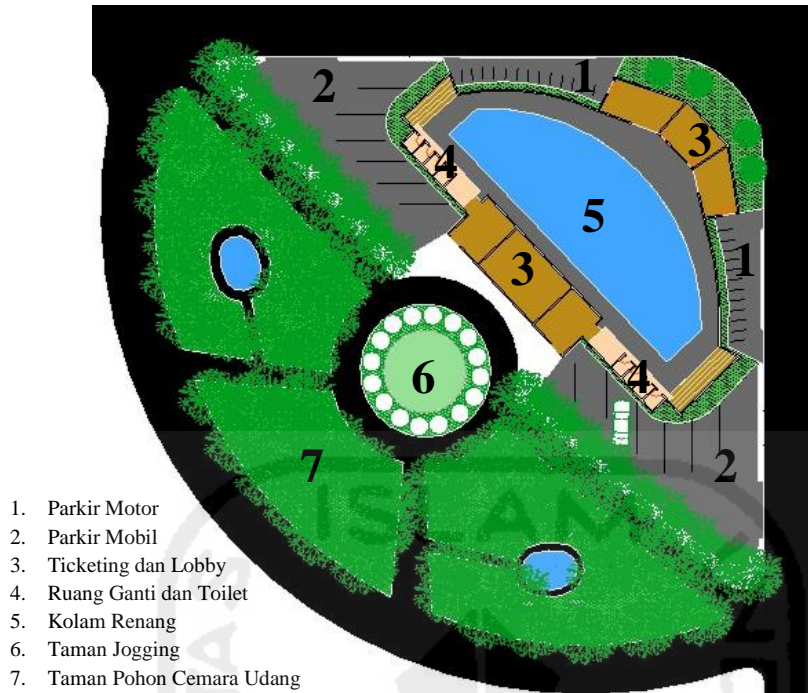 2
1
3
4
5
1
3
6
4
7
2
ISLAM
1. Parkir Motor
2. Parkir Mobil
3. Ticketing dan Lobby
4. Ruang Ganti dan Toilet
5. Kolam Renang
6. Taman Jogging
7. Taman Pohon Cemara Udang